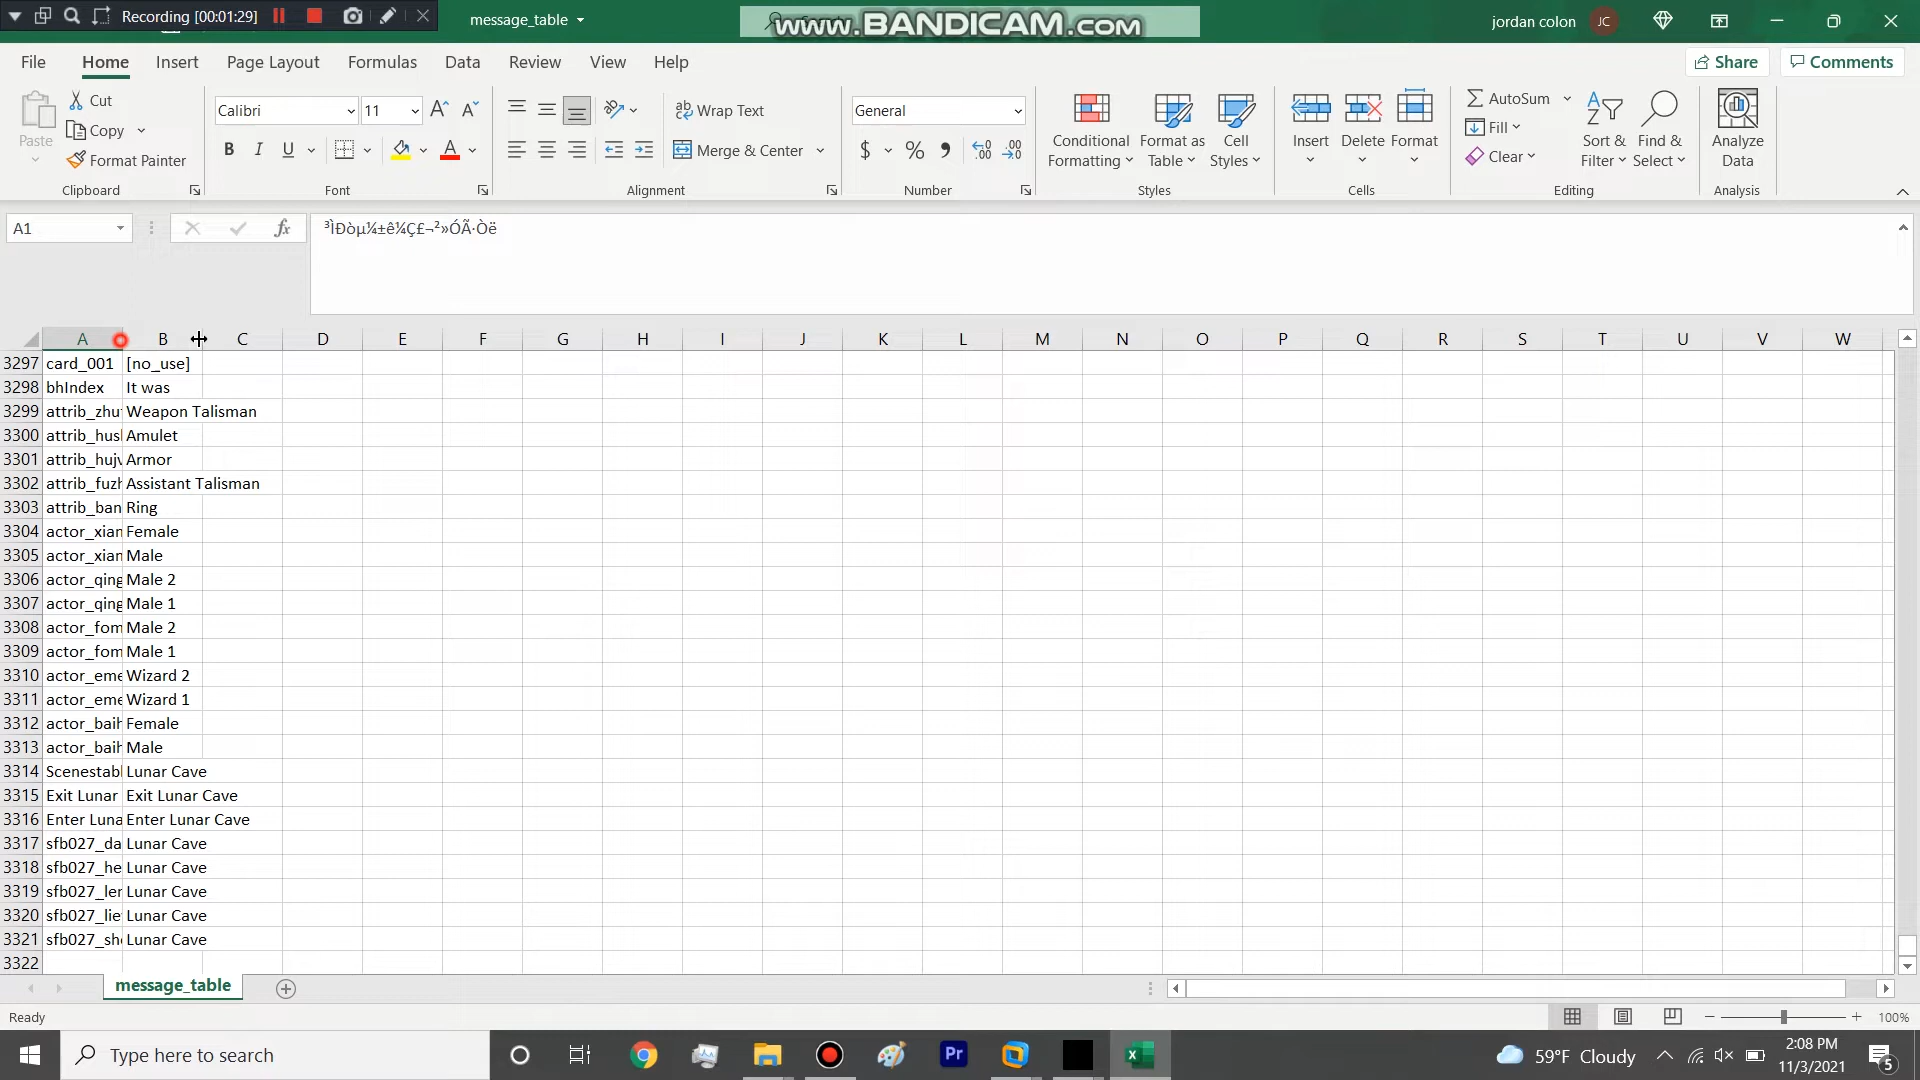 Recording [00:01:29]
message_table
www.BANDICAM.com
jordan colon
JC
File
Home
Insert
Page Layout
Formulas
Data
Review
View
Help
Share
Comments
Paste
Cut
Copy
Format Painter
Clipboard
Calibri
11
B I U
Font
Wrap Text
Merge & Center
Alignment
General
$ % 9
Number
Conditional Formatting
Format as Table
Cell Styles
Styles
Insert
Delete
Format
Cells
AutoSum
Fill
Clear
Sort & Filter
Find & Select
Editing
Analyze Data
Analysis
A1
fx
³ÌÐòµ¼±ê¼Ç£¬²»ÓÃ·Òë
A B C D E F G H I J K L M N O P Q R S T U V W
3297 card_001 [no_use]
3298 bhIndex It was
3299 attrib_zhu Weapon Talisman
3300 attrib_hus Amulet
3301 attrib_huj Armor
3302 attrib_fuz Assistant Talisman
3303 attrib_ban Ring
3304 actor_xian Female
3305 actor_xian Male
3306 actor_qing Male 2
3307 actor_qing Male 1
3308 actor_fom Male 2
3309 actor_fom Male 1
3310 actor_eme Wizard 2
3311 actor_eme Wizard 1
3312 actor_baih Female
3313 actor_baih Male
3314 Scenestabl Lunar Cave
3315 Exit Lunar Exit Lunar Cave
3316 Enter Luna Enter Lunar Cave
3317 sfb027_da Lunar Cave
3318 sfb027_he Lunar Cave
3319 sfb027_len Lunar Cave
3320 sfb027_lie Lunar Cave
3321 sfb027_sh Lunar Cave
3322
message_table
Ready
100%
Type here to search
Pr
59°F Cloudy
2:08 PM
11/3/2021
5